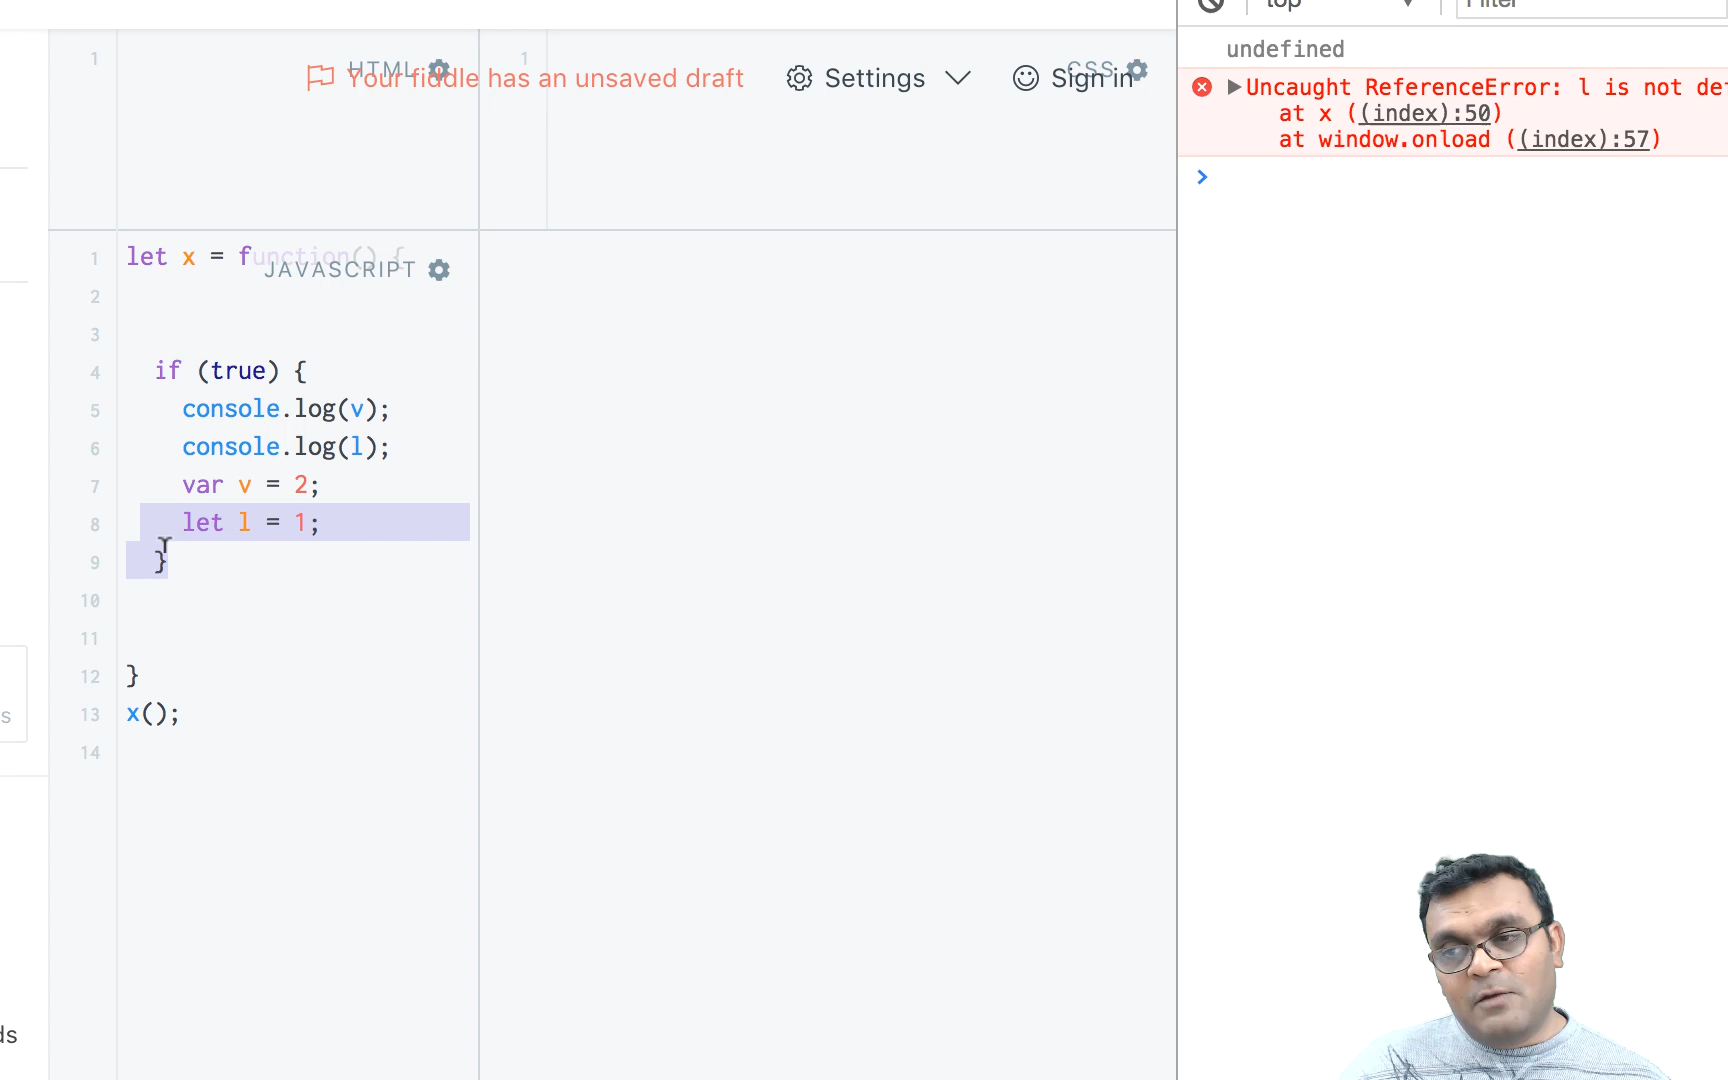 top
Filter
1
HTML
1
Your fiddle has an unsaved draft
Settings
CSS
Sign in
undefined
Uncaught ReferenceError: l is not de
at x ((index):50)
at window.onload ((index):57)
>
JAVASCRIPT
1 let x = function() {
2
3
4 if (true) {
5 console.log(v);
6 console.log(l);
7 var v = 2;
8 let l = 1;
9 }
10
11
12 }
13 x();
14
s
ds